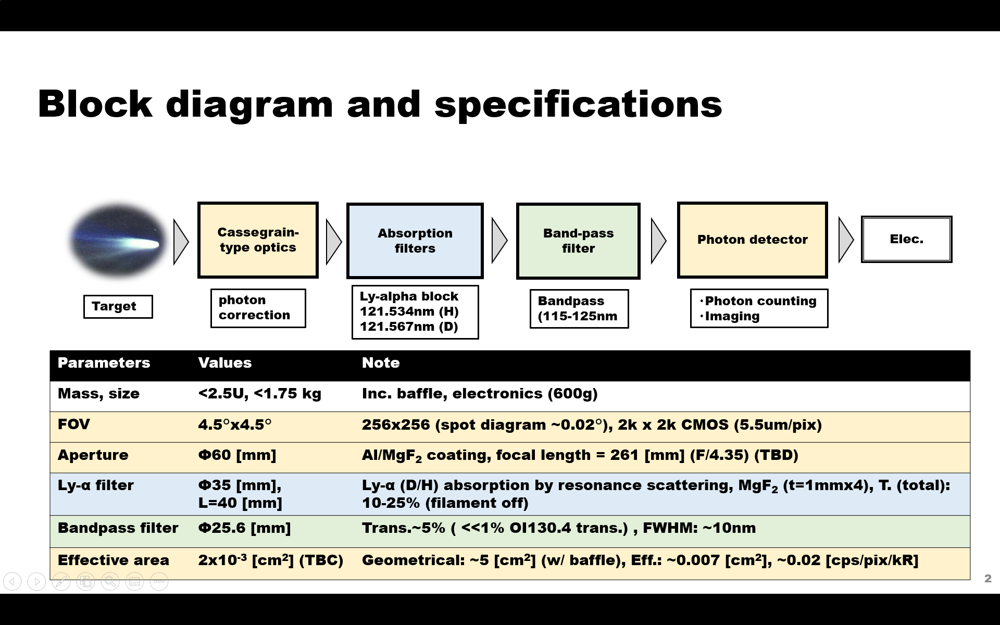 Block diagram and specifications
Cassegrain-
type optics
Absorption
filters
Band-pass
filter
Photon detector
Elec.
Target
photon
correction
Ly-alpha block
121.534nm (H)
121.567nm (D)
Bandpass
(115-125nm
・Photon counting
・Imaging
Parameters Values Note
Mass, size <2.5U, <1.75 kg Inc. baffle, electronics (600g)
FOV 4.5°x4.5° 256x256 (spot diagram ~0.02°), 2k x 2k CMOS (5.5um/pix)
Aperture Φ60 [mm] Al/MgF₂ coating, focal length = 261 [mm] (F/4.35) (TBD)
Ly-α filter Φ35 [mm], Ly-α (D/H) absorption by resonance scattering, MgF₂ (t=1mmx4), T. (total):
L=40 [mm] 10-25% (filament off)
Bandpass filter Φ25.6 [mm] Trans.~5% ( <<1% OI130.4 trans.) , FWHM: ~10nm
Effective area 2x10⁻³ [cm²] (TBC) Geometrical: ~5 [cm²] (w/ baffle), Eff.: ~0.007 [cm²], ~0.02 [cps/pix/kR]
2